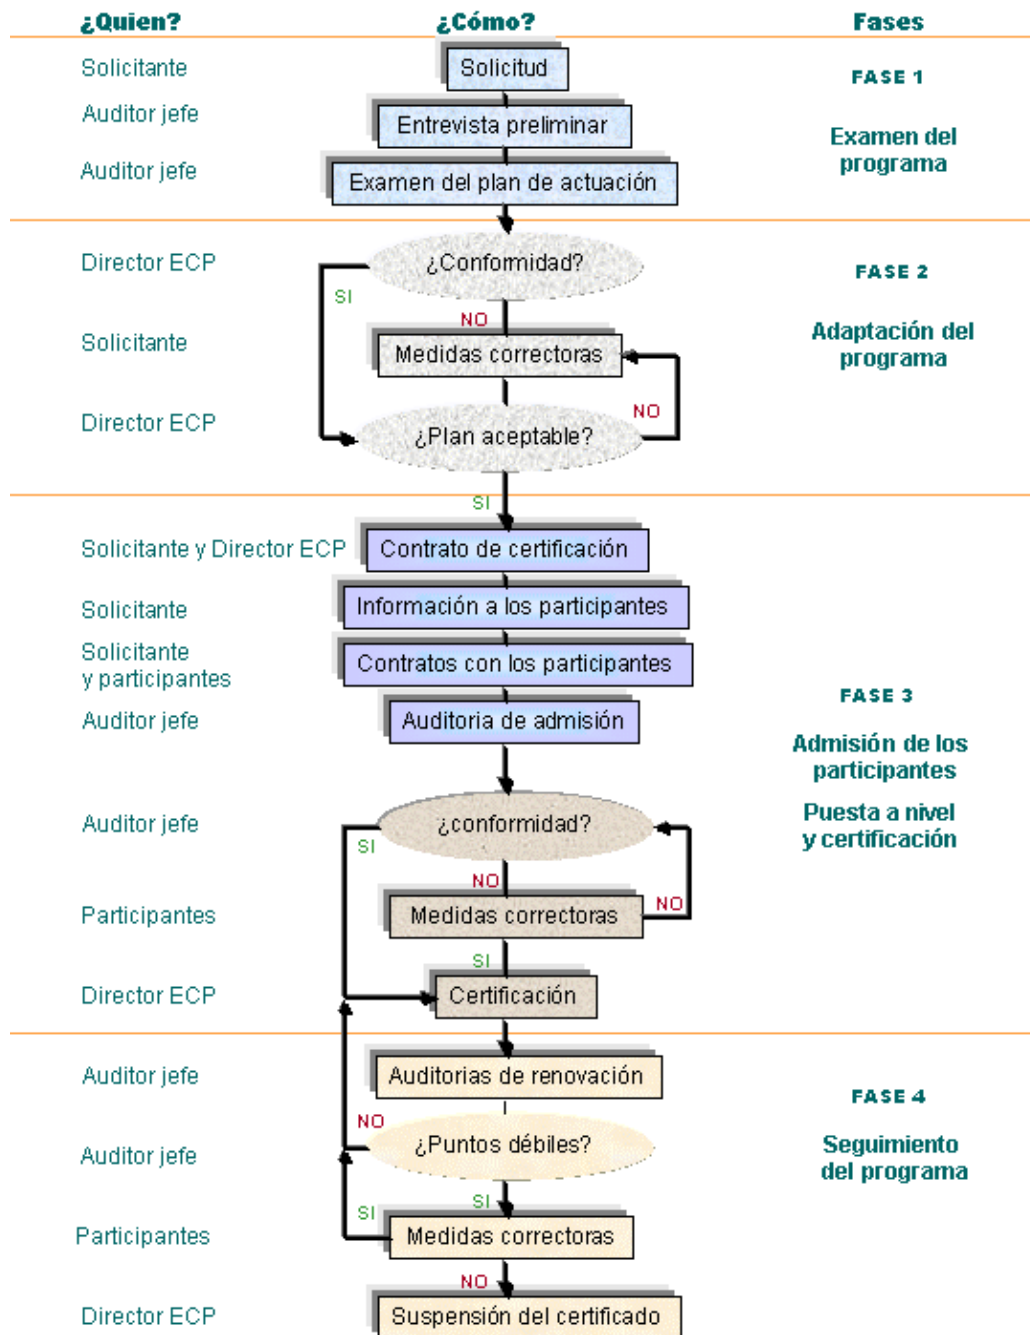 ¿Quien? ¿Cómo? Fases
Solicitante Solicitud FASE 1
Auditor jefe Entrevista preliminar
Examen del
programa
Auditor jefe Examen del plan de actuación
Director ECP ¿Conformidad? FASE 2
SI
NO
Solicitante Medidas correctoras
Adaptación del
programa
NO
Director ECP ¿Plan aceptable?
SI
Solicitante y Director ECP Contrato de certificación
Solicitante Información a los participantes
Solicitante
y participantes
Contratos con los participantes
FASE 3
Auditor jefe Auditoria de admisión
Admisión de los
participantes
Puesta a nivel
y certificación
Auditor jefe ¿conformidad?
SI
NO
Participantes Medidas correctoras NO
SI
Director ECP Certificación
Auditor jefe Auditorias de renovación
FASE 4
NO
Auditor jefe ¿Puntos débiles?
Seguimiento
del programa
SI
SI
Participantes Medidas correctoras
NO
Director ECP Suspensión del certificado